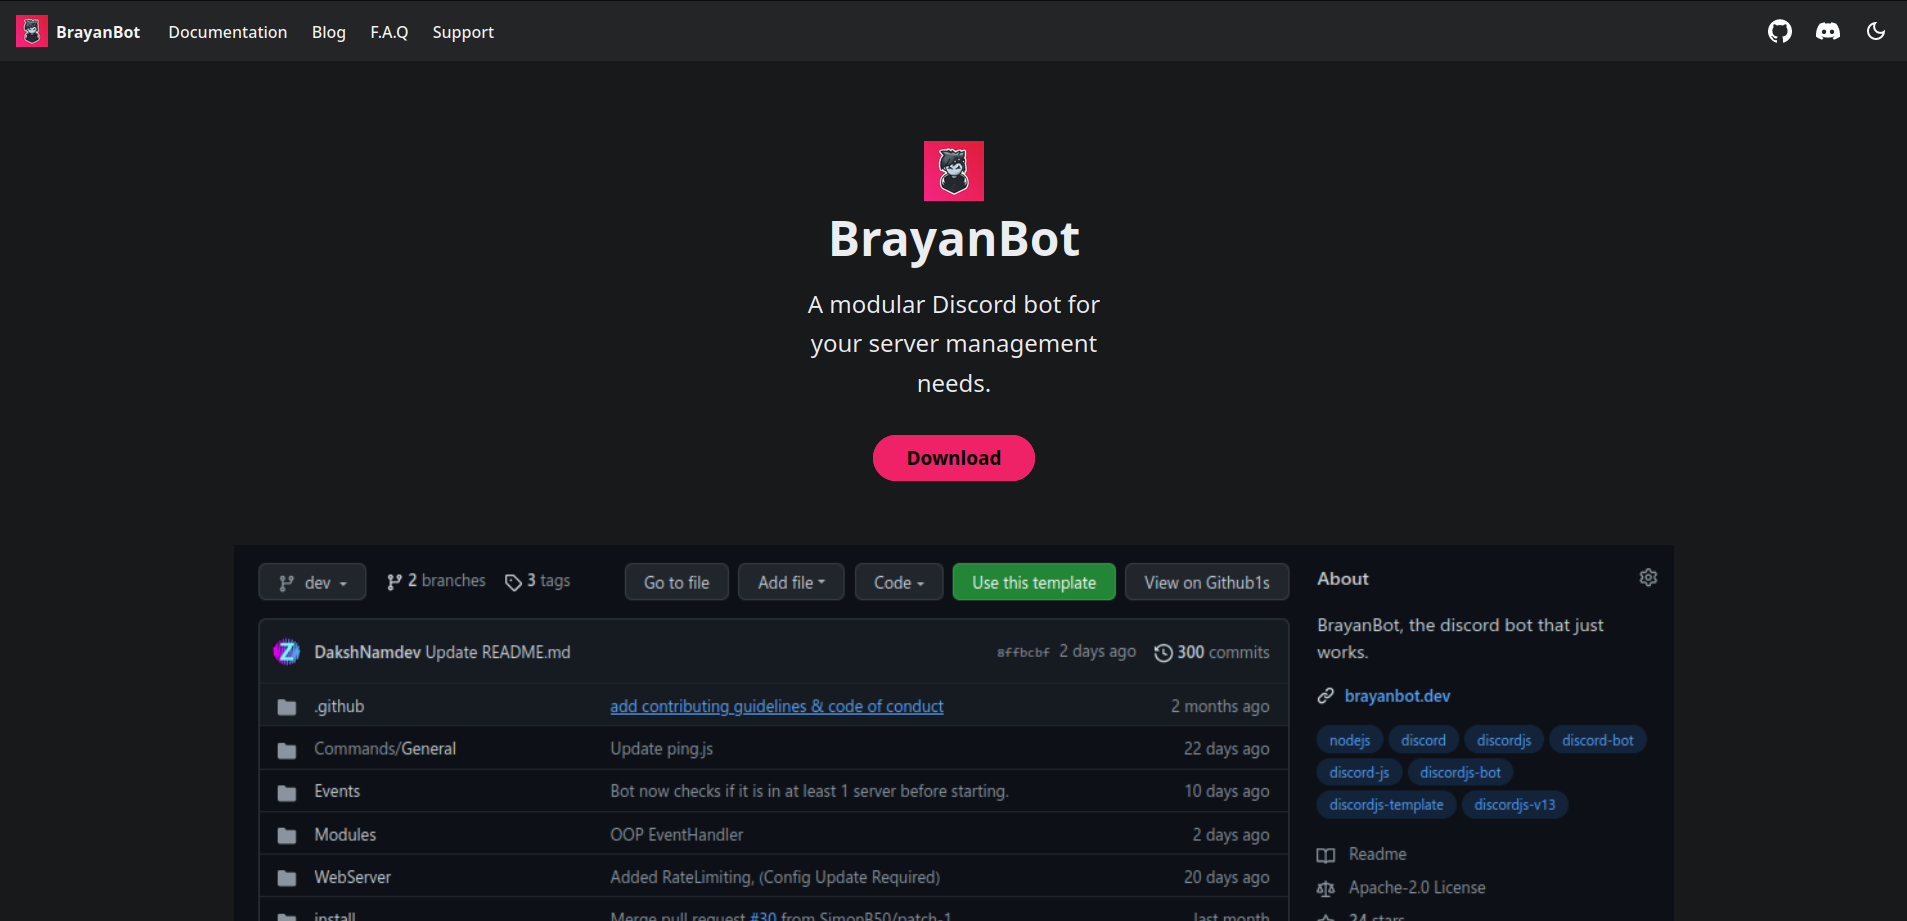 BrayanBot Documentation Blog F.A.Q Support
BrayanBot
A modular Discord bot for
your server management
needs.
Download
dev 2 branches 3 tags Go to file Add file Code Use this template View on Github1s
DakshNamdev Update README.md 8ffbcbf 2 days ago 300 commits
.github add contributing guidelines & code of conduct 2 months ago
Commands/General Update ping.js 22 days ago
Events Bot now checks if it is in at least 1 server before starting. 10 days ago
Modules OOP EventHandler 2 days ago
WebServer Added RateLimiting, (Config Update Required) 20 days ago
install Merge pull request #30 from SimonB50/patch-1 last month
About
BrayanBot, the discord bot that just
works.
brayanbot.dev
nodejs discord discordjs discord-bot
discord-js discordjs-bot
discordjs-template discordjs-v13
Readme
Apache-2.0 License
24 stars